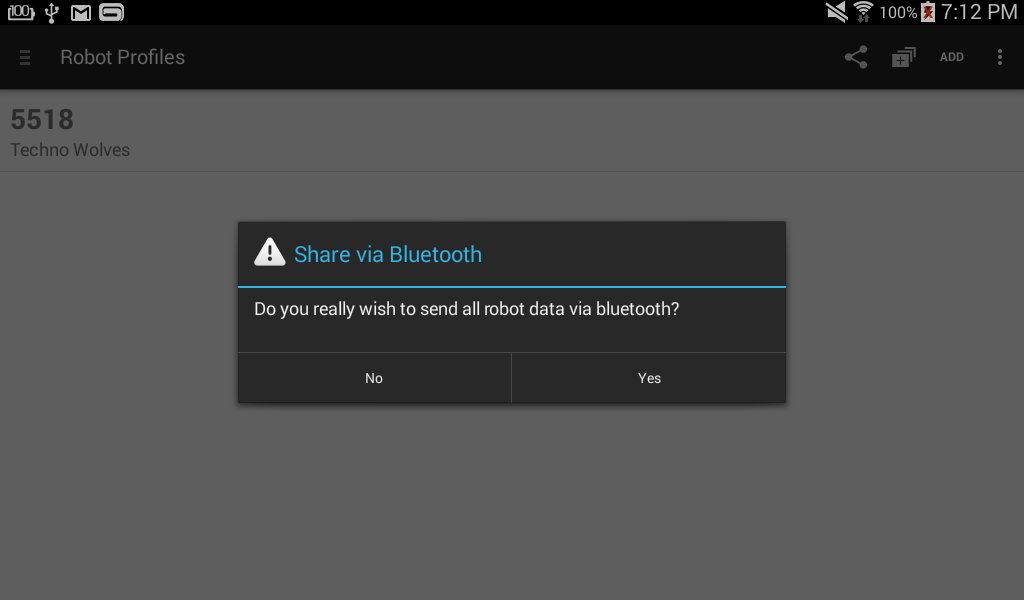 100
100% 7:12 PM
Robot Profiles
ADD
5518
Techno Wolves
Share via Bluetooth
Do you really wish to send all robot data via bluetooth?
No Yes